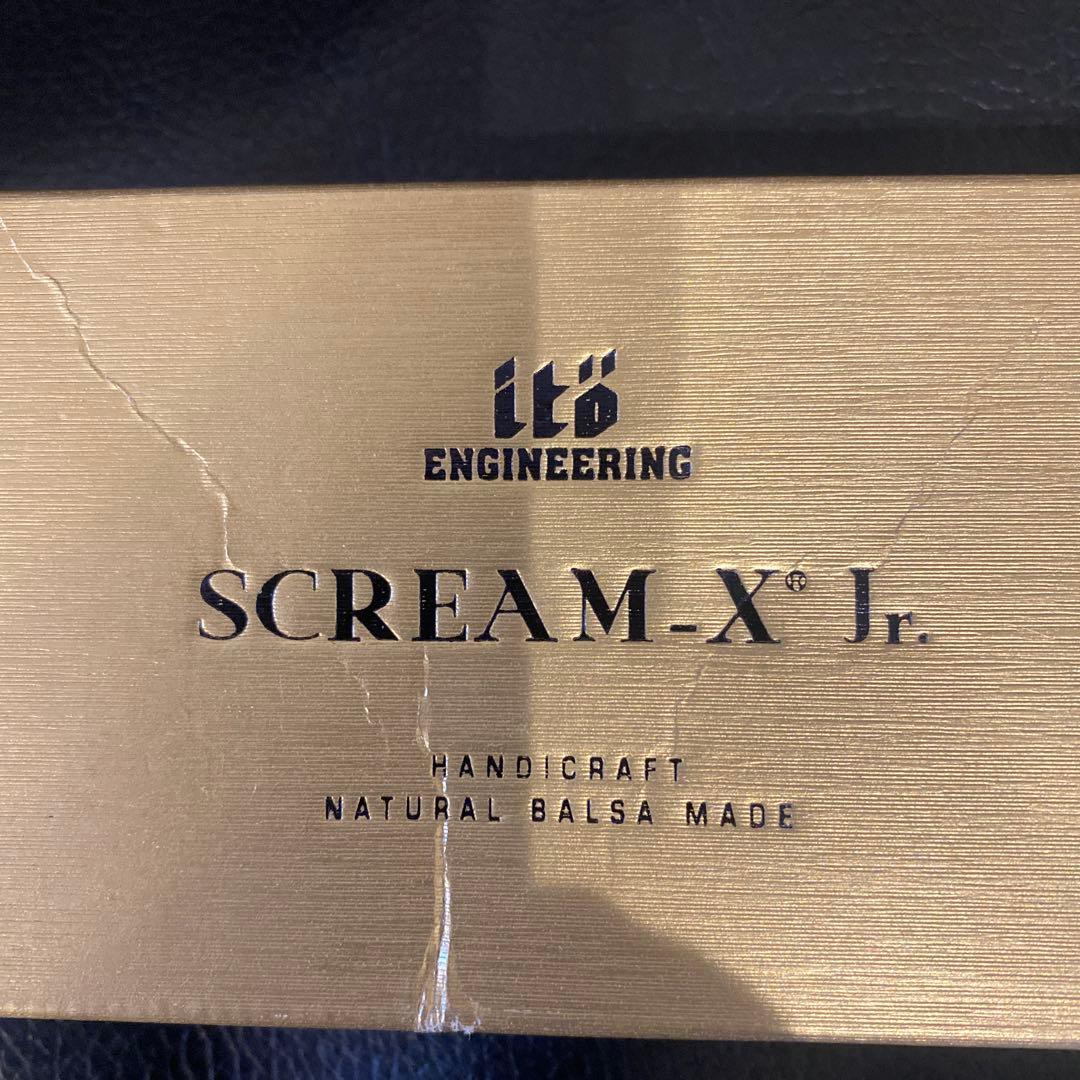 itö
ENGINEERING
SCREAM-X® Jr.
HANDICRAFT
NATURAL BALSA MADE